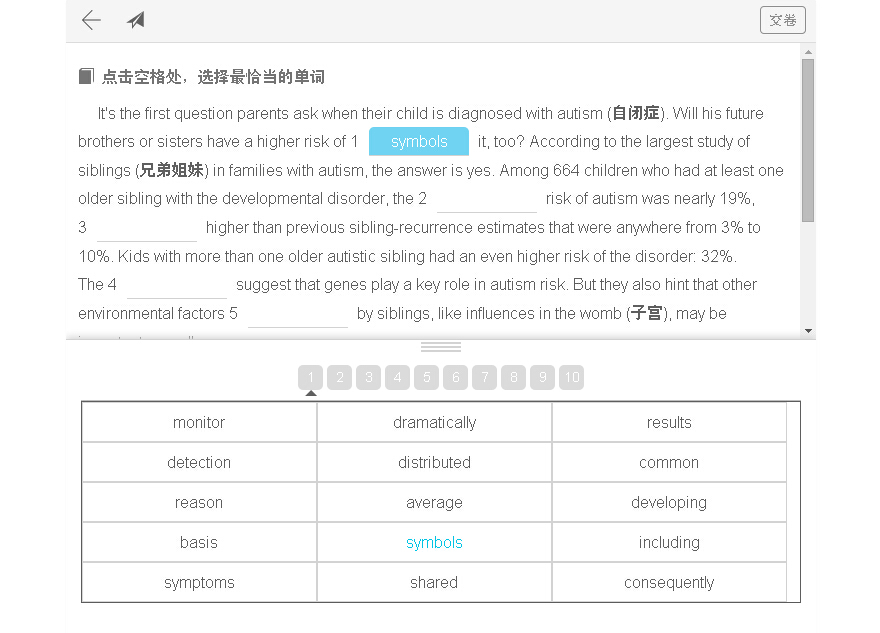 交卷
点击空格处，选择最恰当的单词
It's the first question parents ask when their child is diagnosed with autism (自闭症). Will his future
brothers or sisters have a higher risk of 1 symbols it, too? According to the largest study of
siblings (兄弟姐妹) in families with autism, the answer is yes. Among 664 children who had at least one
older sibling with the developmental disorder, the 2 risk of autism was nearly 19%,
3 higher than previous sibling-recurrence estimates that were anywhere from 3% to
10%. Kids with more than one older autistic sibling had an even higher risk of the disorder: 32%.
The 4 suggest that genes play a key role in autism risk. But they also hint that other
environmental factors 5 by siblings, like influences in the womb (子宫), may be
1 2 3 4 5 6 7 8 9 10
monitor dramatically results
detection distributed common
reason average developing
basis symbols including
symptoms shared consequently